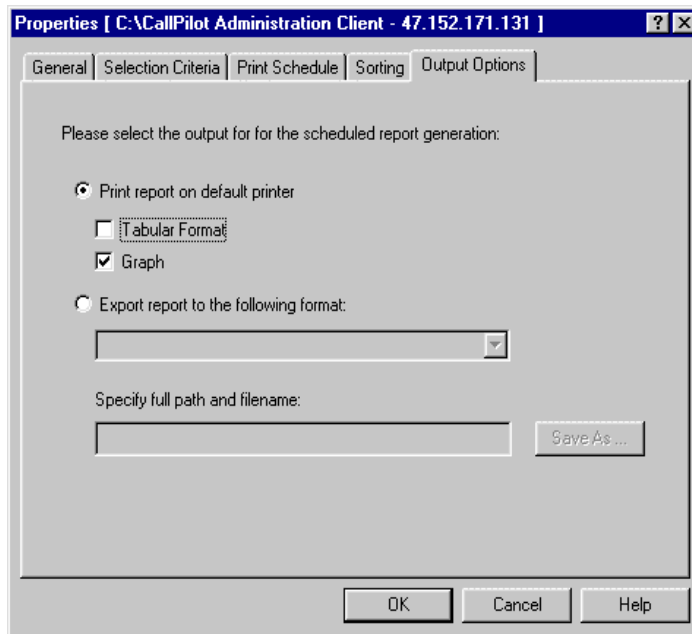 Properties [ C:\CallPilot Administration Client - 47.152.171.131 ]
General Selection Criteria Print Schedule Sorting Output Options
Please select the output for for the scheduled report generation:
Print report on default printer
Tabular Format
Graph
Export report to the following format:
Specify full path and filename:
Save As ...
OK Cancel Help